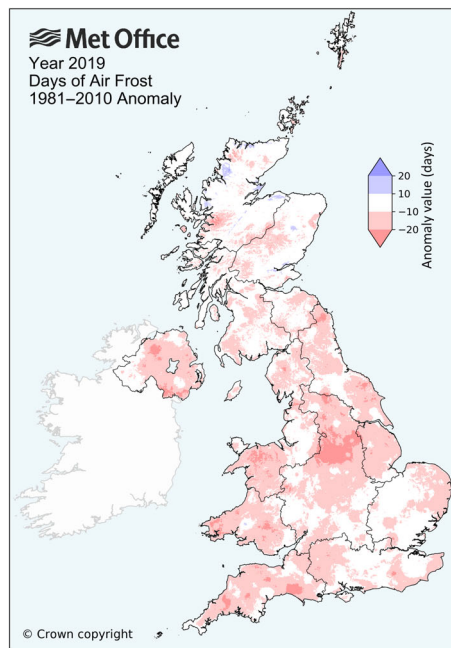 Met Office
Year 2019
Days of Air Frost
1981–2010 Anomaly
20
10
−10
−20
Anomaly value (days)
© Crown copyright